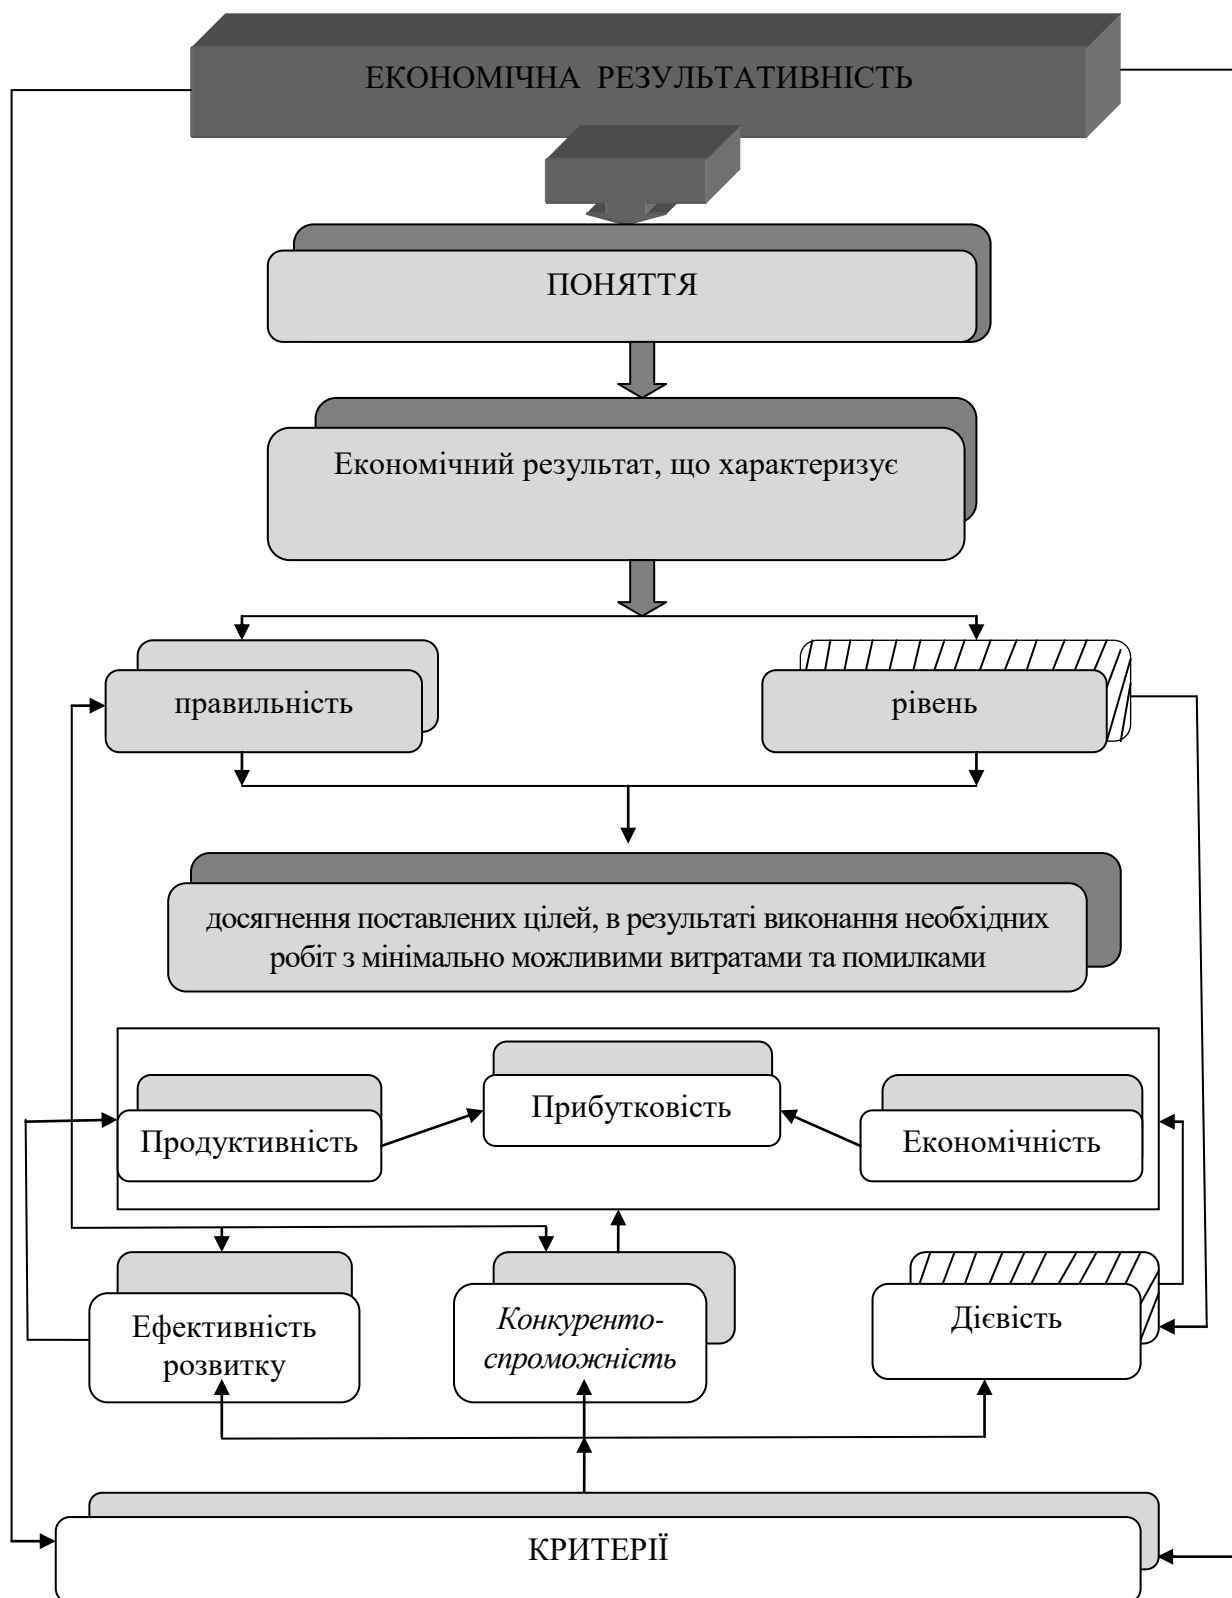 ЕКОНОМІЧНА РЕЗУЛЬТАТИВНІСТЬ
ПОНЯТТЯ
Економічний результат, що характеризує
правильність
рівень
досягнення поставлених цілей, в результаті виконання необхідних
робіт з мінімально можливими витратами та помилками
Продуктивність
Прибутковість
Економічність
Ефективність
розвитку
Конкуренто-
спроможність
Дієвість
КРИТЕРІЇ